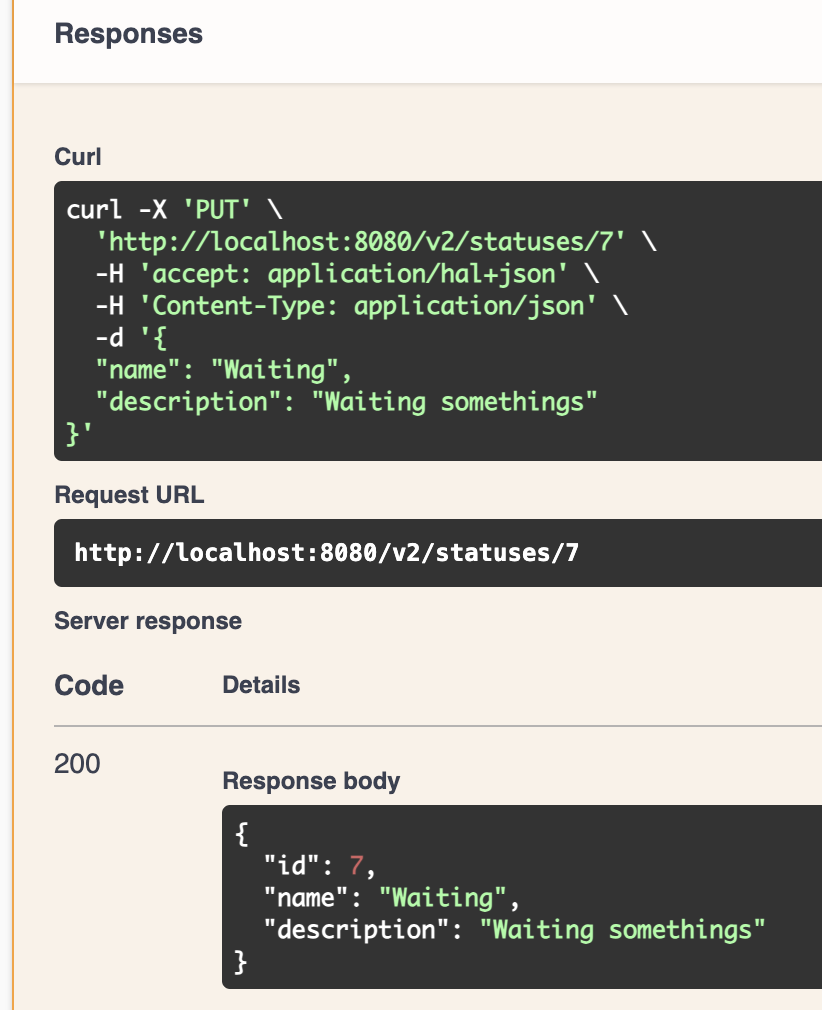 Responses
Curl
curl -X 'PUT' \
  'http://localhost:8080/v2/statuses/7' \
  -H 'accept: application/hal+json' \
  -H 'Content-Type: application/json' \
  -d '{
  "name": "Waiting",
  "description": "Waiting somethings"
}'
Request URL
http://localhost:8080/v2/statuses/7
Server response
Code Details
200
Response body
{
  "id": 7,
  "name": "Waiting",
  "description": "Waiting somethings"
}